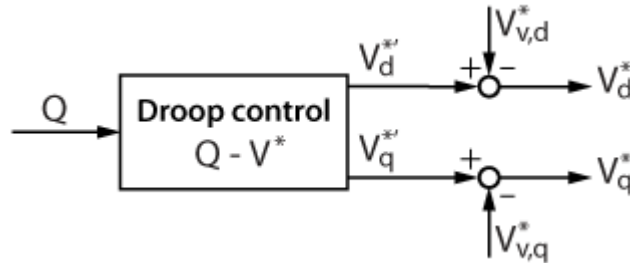 V*v,d
V*'d
+ −
V*d
Q
Droop control
Q - V*
V*'q
+
−
V*q
V*v,q